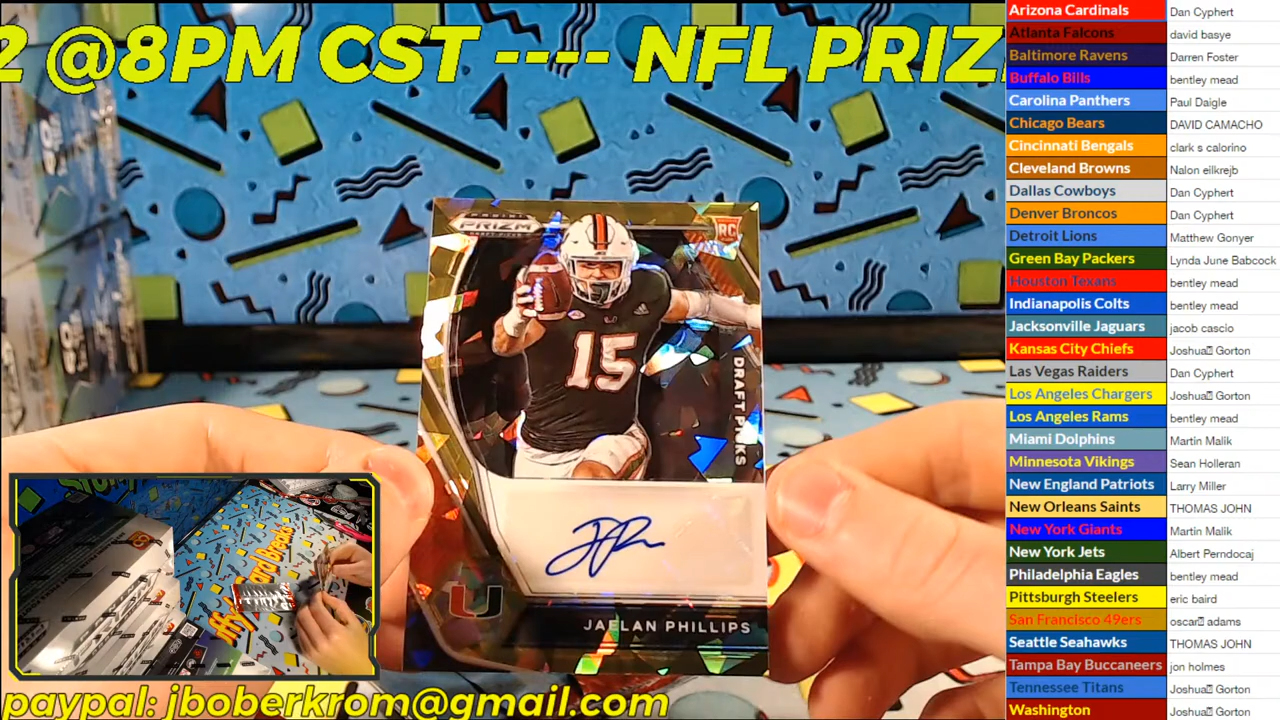 2 @8PM CST ---- NFL PRIZ
PANINI
PRIZM
RC
15
DRAFT PICKS
U
JAELAN PHILLIPS
paypal: jboberkrom@gmail.com
Arizona Cardinals Dan Cyphert
Atlanta Falcons david basye
Baltimore Ravens Darren Foster
Buffalo Bills bentley mead
Carolina Panthers Paul Daigle
Chicago Bears DAVID CAMACHO
Cincinnati Bengals clark s calorino
Cleveland Browns Nalon eilkrejb
Dallas Cowboys Dan Cyphert
Denver Broncos Dan Cyphert
Detroit Lions Matthew Gonyer
Green Bay Packers Lynda June Babcock
Houston Texans bentley mead
Indianapolis Colts bentley mead
Jacksonville Jaguars jacob cascio
Kansas City Chiefs Joshua Gorton
Las Vegas Raiders Dan Cyphert
Los Angeles Chargers Joshua Gorton
Los Angeles Rams bentley mead
Miami Dolphins Martin Malik
Minnesota Vikings Sean Holleran
New England Patriots Larry Miller
New Orleans Saints THOMAS JOHN
New York Giants Martin Malik
New York Jets Albert Perndocaj
Philadelphia Eagles bentley mead
Pittsburgh Steelers eric baird
San Francisco 49ers oscar adams
Seattle Seahawks THOMAS JOHN
Tampa Bay Buccaneers jon holmes
Tennessee Titans Joshua Gorton
Washington Joshua Gorton